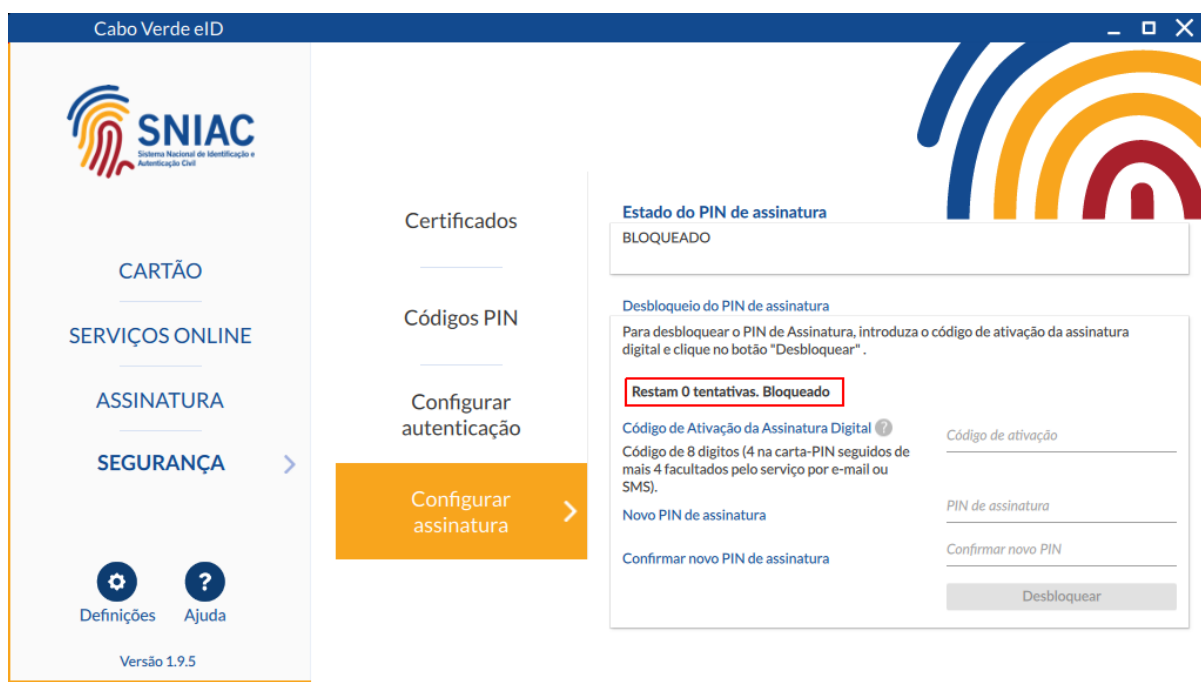 Cabo Verde eID
SNIAC
Sistema Nacional de Identificação e
Autenticação Civil
CARTÃO
SERVIÇOS ONLINE
ASSINATURA
SEGURANÇA
Definições
Ajuda
Versão 1.9.5
Certificados
Códigos PIN
Configurar
autenticação
Configurar
assinatura
Estado do PIN de assinatura
BLOQUEADO
Desbloqueio do PIN de assinatura
Para desbloquear o PIN de Assinatura, introduza o código de ativação da assinatura
digital e clique no botão "Desbloquear" .
Restam 0 tentativas. Bloqueado
Código de Ativação da Assinatura Digital ?
Código de ativação
Código de 8 digitos (4 na carta-PIN seguidos de
mais 4 facultados pelo serviço por e-mail ou
SMS).
Novo PIN de assinatura
PIN de assinatura
Confirmar novo PIN de assinatura
Confirmar novo PIN
Desbloquear